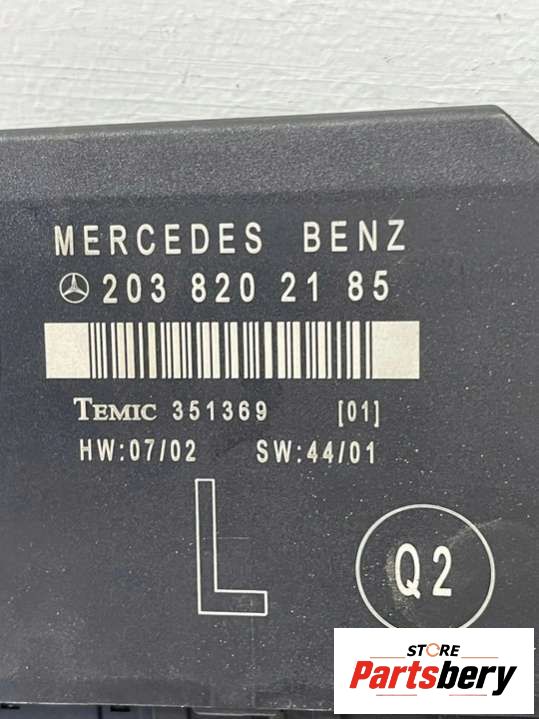 MERCEDES BENZ
203 820 21 85
TEMIC 351369 [01]
HW:07/02 SW:44/01
L
Q2
STORE
Partsbery